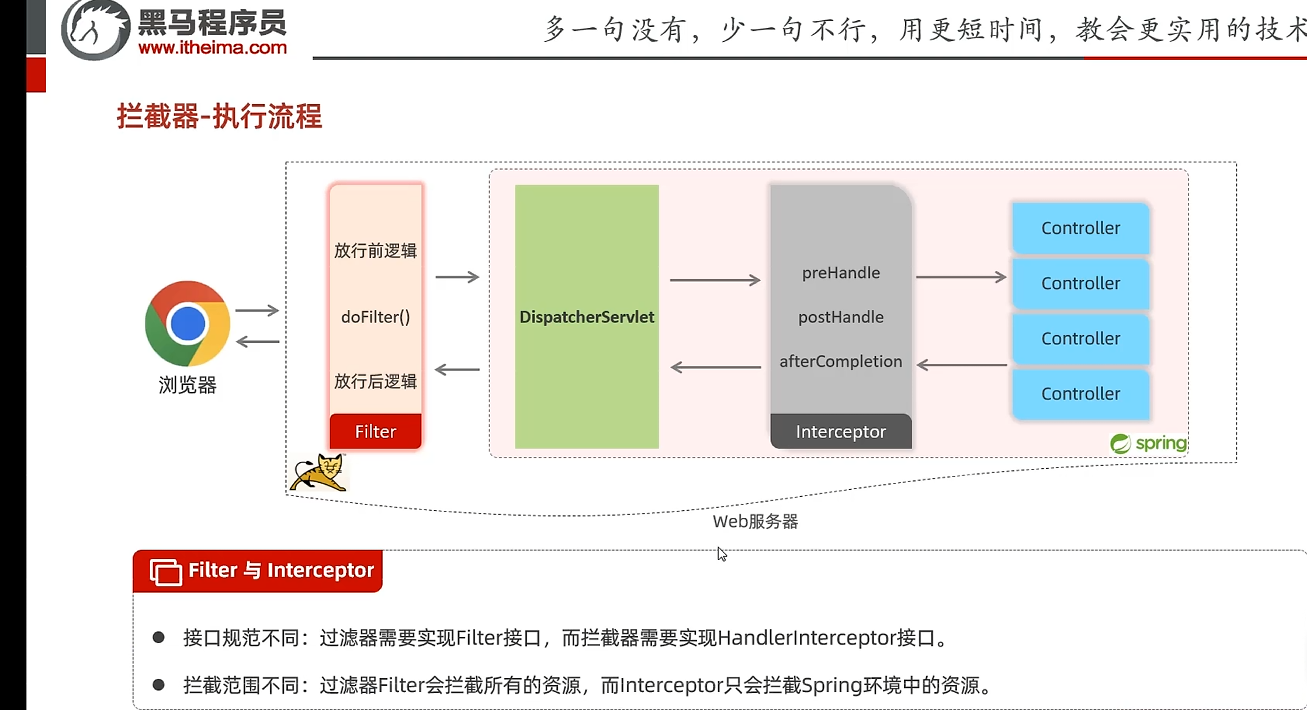 黑马程序员
www.itheima.com
多一句没有，少一句不行，用更短时间，教会更实用的技术
拦截器-执行流程
浏览器
放行前逻辑
doFilter()
放行后逻辑
Filter
DispatcherServlet
preHandle
postHandle
afterCompletion
Interceptor
Controller
Controller
Controller
Controller
spring
Web服务器
Filter 与 Interceptor
接口规范不同：过滤器需要实现Filter接口，而拦截器需要实现HandlerInterceptor接口。
拦截范围不同：过滤器Filter会拦截所有的资源，而Interceptor只会拦截Spring环境中的资源。